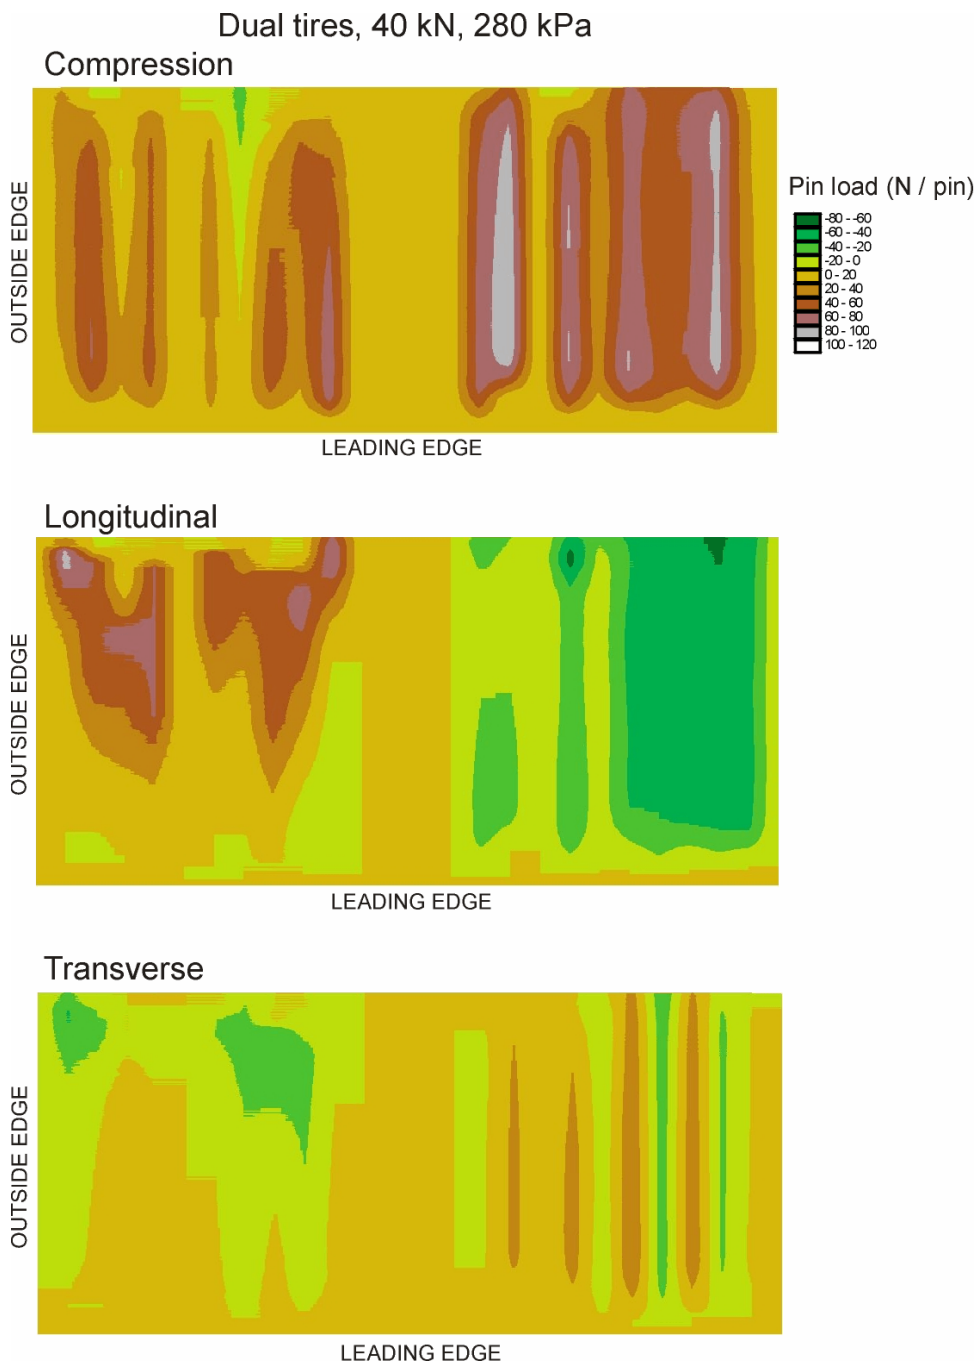 Dual tires, 40 kN, 280 kPa
Compression
OUTSIDE EDGE
LEADING EDGE
Pin load (N / pin)
-80 - -60
-60 - -40
-40 - -20
-20 - 0
0 - 20
20 - 40
40 - 60
60 - 80
80 - 100
100 - 120
Longitudinal
OUTSIDE EDGE
LEADING EDGE
Transverse
OUTSIDE EDGE
LEADING EDGE